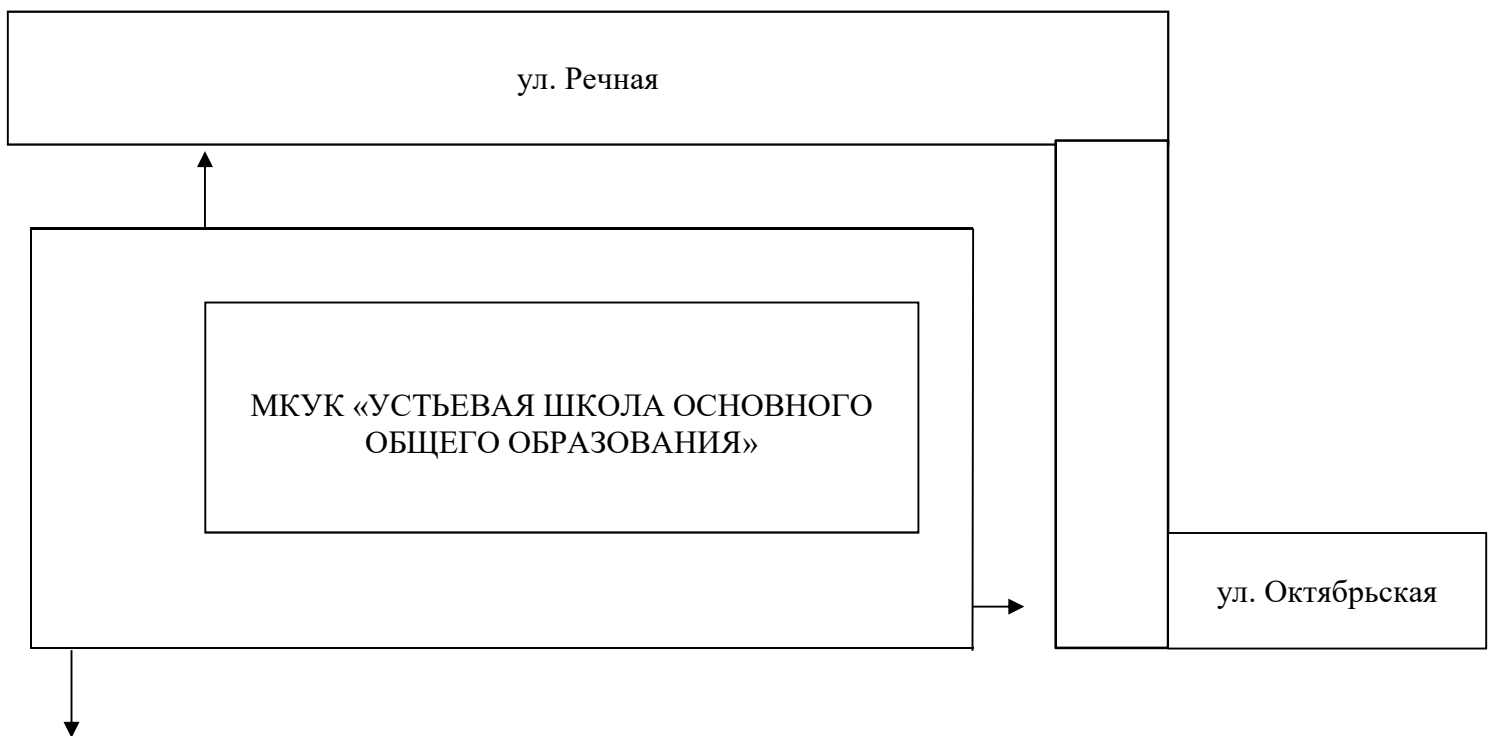 ул. Речная
МКУК «УСТЬЕВАЯ ШКОЛА ОСНОВНОГО
ОБЩЕГО ОБРАЗОВАНИЯ»
ул. Октябрьская